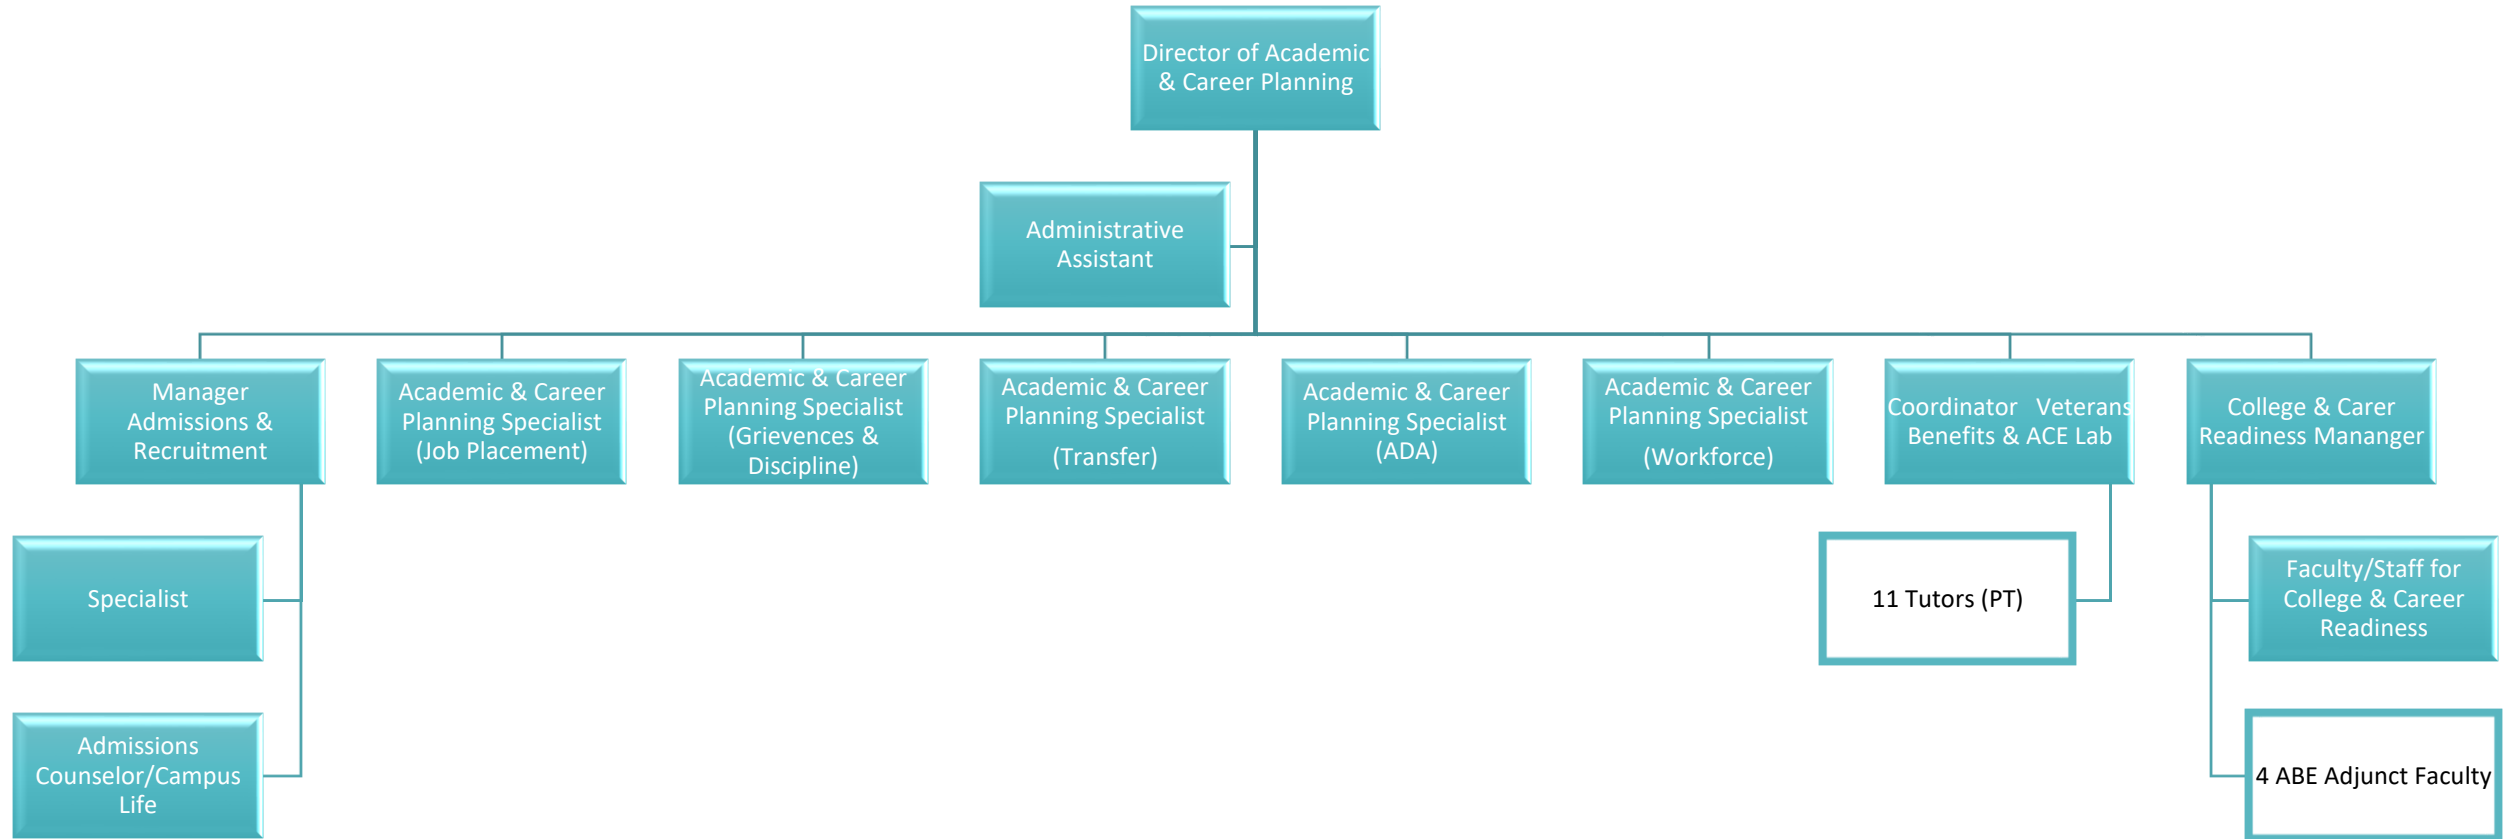 Director of Academic
& Career Planning
Administrative
Assistant
Manager
Admissions &
Recruitment
Academic & Career
Planning Specialist
(Job Placement)
Academic & Career
Planning Specialist
(Grievences &
Discipline)
Academic & Career
Planning Specialist
(Transfer)
Academic & Career
Planning Specialist
(ADA)
Academic & Career
Planning Specialist
(Workforce)
Coordinator Veterans
Benefits & ACE Lab
College & Carer
Readiness Mananger
Specialist
11 Tutors (PT)
Faculty/Staff for
College & Career
Readiness
Admissions
Counselor/Campus
Life
4 ABE Adjunct Faculty